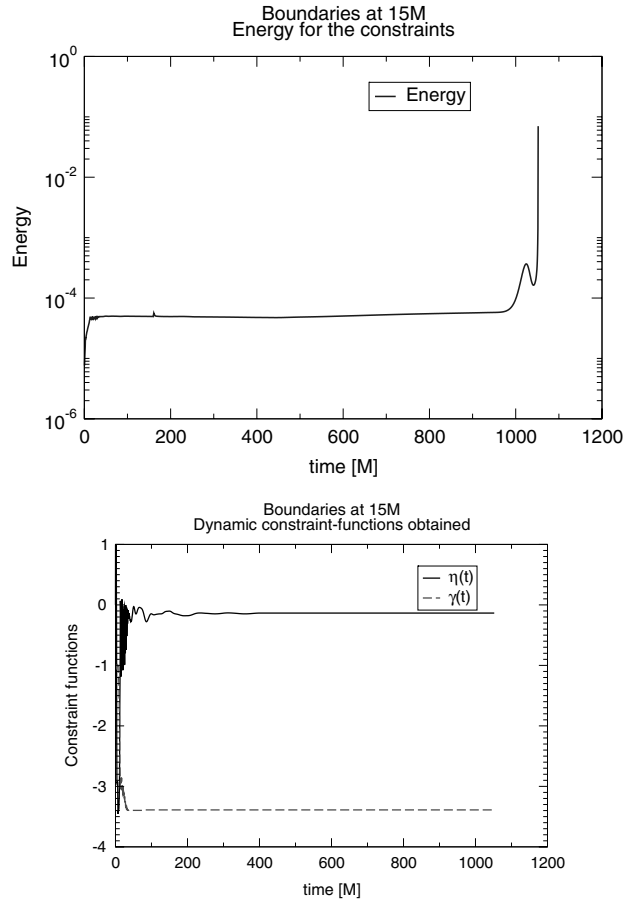 Boundaries at 15M
Energy for the constraints
10^0
10^-2
10^-4
10^-6
Energy
Energy
0 200 400 600 800 1000 1200
time [M]
Boundaries at 15M
Dynamic constraint-functions obtained
1
0
-1
-2
-3
-4
Constraint functions
η(t)
γ(t)
0 200 400 600 800 1000 1200
time [M]